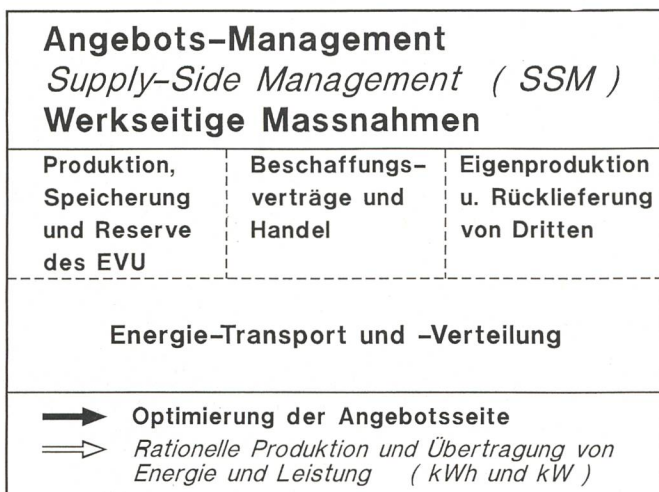 Angebots-Management
Supply-Side Management ( SSM )
Werkseitige Massnahmen
Produktion,
Speicherung
und Reserve
des EVU
Beschaffungs-
verträge und
Handel
Eigenproduktion
u. Rücklieferung
von Dritten
Energie-Transport und -Verteilung
Optimierung der Angebotsseite
Rationelle Produktion und Übertragung von
Energie und Leistung ( kWh und kW )